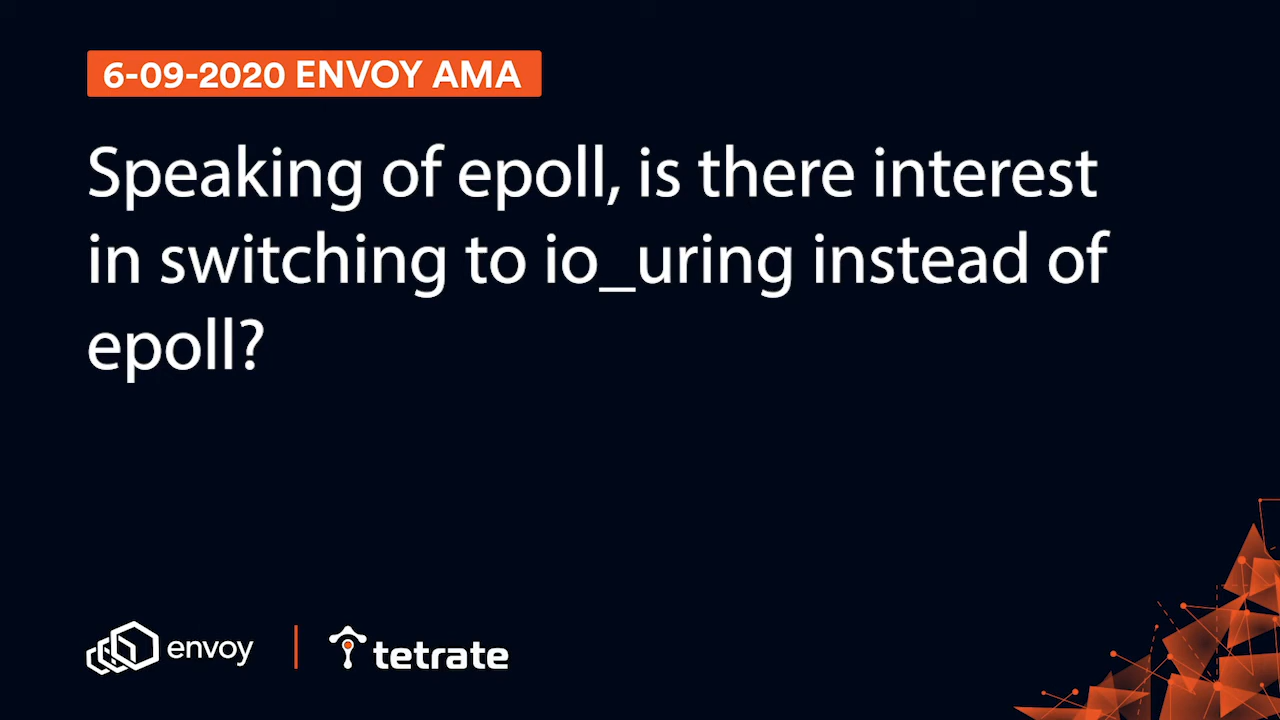 6-09-2020 ENVOY AMA
Speaking of epoll, is there interest
in switching to io_uring instead of
epoll?
envoy
tetrate